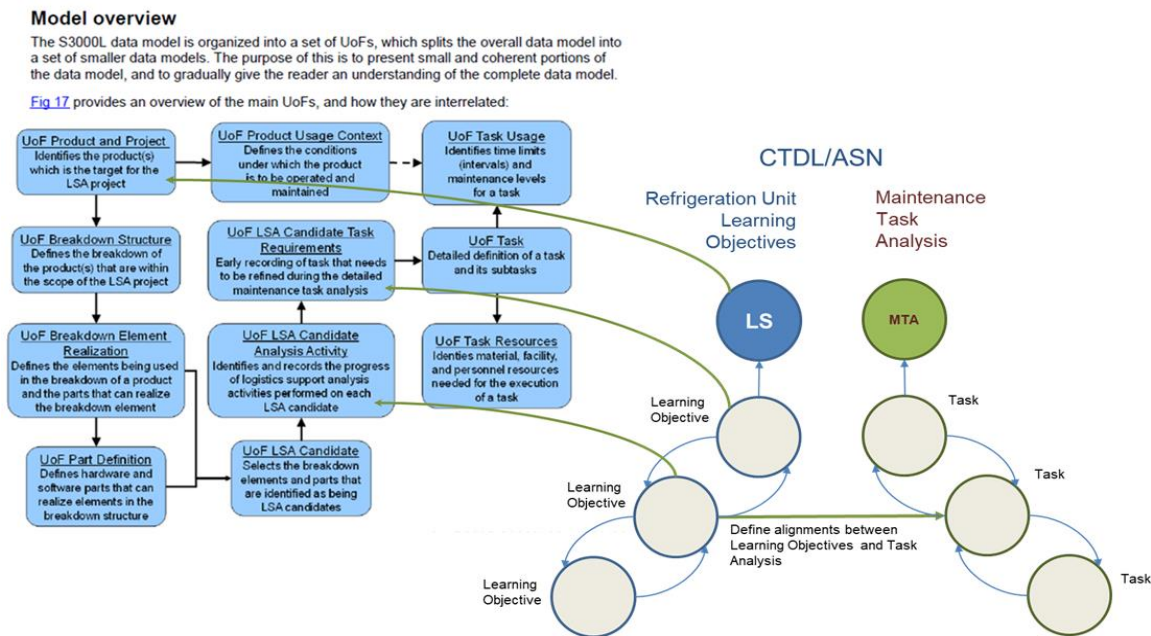 Model overview
The S3000L data model is organized into a set of UoFs, which splits the overall data model into
a set of smaller data models. The purpose of this is to present small and coherent portions of
the data model, and to gradually give the reader an understanding of the complete data model.
Fig 17 provides an overview of the main UoFs, and how they are interrelated:
UoF Product and Project
Identifies the product(s)
which is the target for the
LSA project
UoF Product Usage Context
Defines the conditions
under which the product
is to be operated and
maintained
UoF Task Usage
Identifies time limits
(intervals) and
maintenance levels
for a task
UoF Breakdown Structure
Defines the breakdown of
the product(s) that are within
the scope of the LSA project
UoF LSA Candidate Task
Requirements
Early recording of task that needs
to be refined during the detailed
maintenance task analysis
UoF Task
Detailed definition of a task
and its subtasks
UoF Breakdown Element
Realization
Defines the elements being used
in the breakdown of a product
and the parts that can realize
the breakdown element
UoF LSA Candidate
Analysis Activity
Identifies and records the progress
of logistics support analysis
activities performed on each
LSA candidate
UoF Task Resources
Identies material, facility,
and personnel resources
needed for the execution
of a task
UoF Part Definition
Defines hardware and
software parts that can
realize elements in the
breakdown structure
UoF LSA Candidate
Selects the breakdown
elements and parts that
are identified as being
LSA candidates
CTDL/ASN
Refrigeration Unit
Learning
Objectives
Maintenance
Task
Analysis
LS
MTA
Learning
Objective
Task
Learning
Objective
Task
Define alignments between
Learning Objectives and Task
Analysis
Learning
Objective
Task